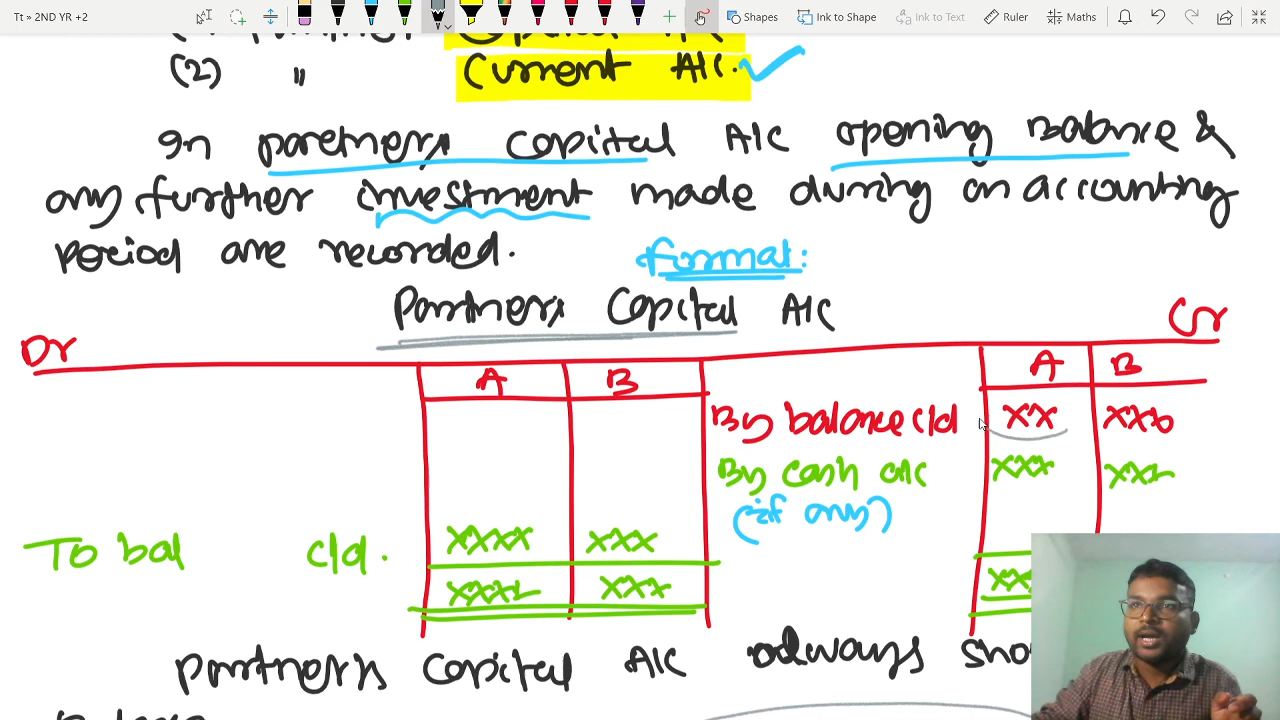 Tt » 2ND YR +2
Shapes
Ink to Shape
Ink to Text
Ruler
Maths
Capital A/C
(2) " Current A/C.
In partners capital A/C opening Balance &
any further investment made during an accounting
period are recorded. format:
Partners Capital A/C
Dr Cr
A B A B
By balance c/d XX XXX
By cash a/c XXX XXX
(if any)
To bal c/d. XXXX XXX
XXXX XXX XX
partners capital A/C always sho